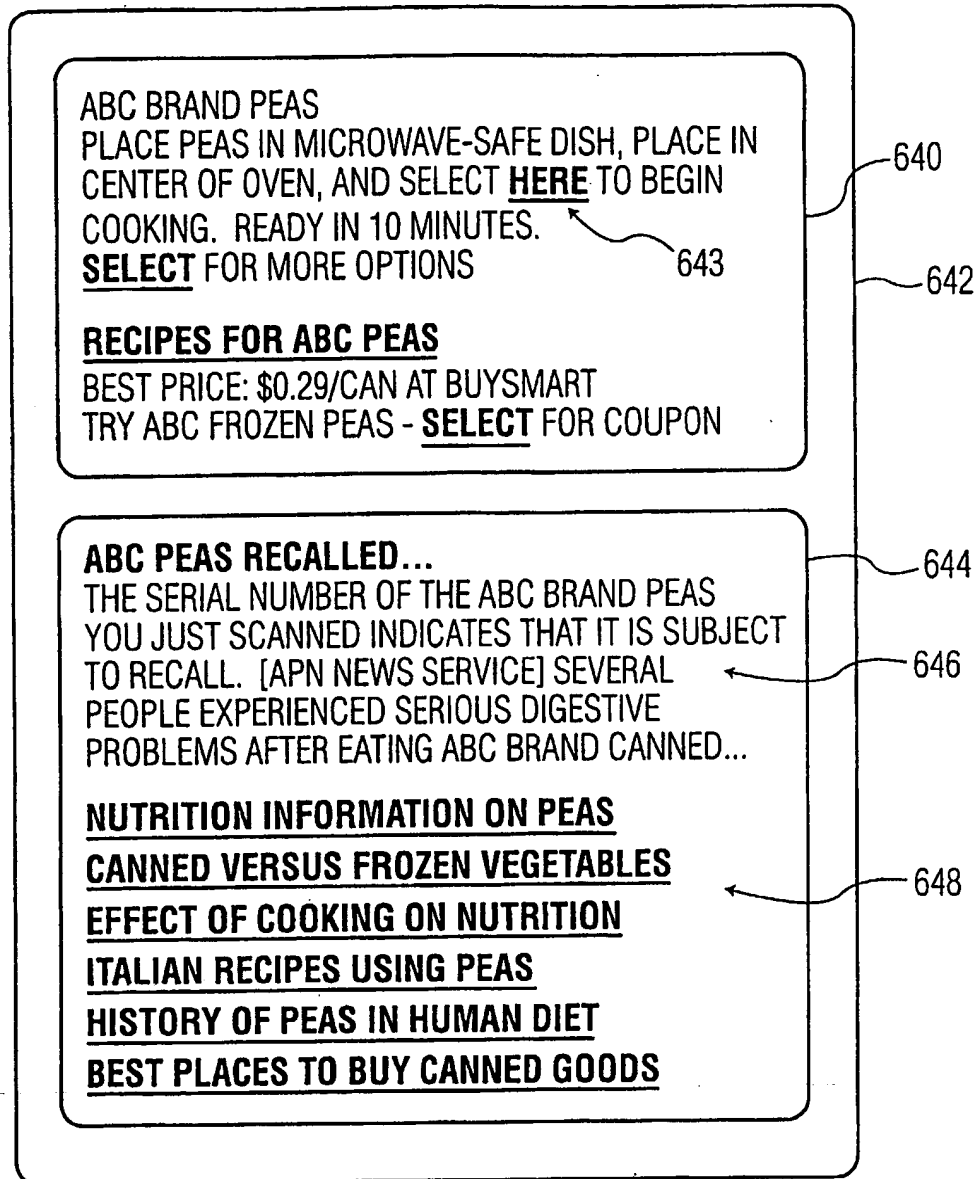 ABC BRAND PEAS
PLACE PEAS IN MICROWAVE-SAFE DISH, PLACE IN
CENTER OF OVEN, AND SELECT HERE TO BEGIN
COOKING. READY IN 10 MINUTES.
SELECT FOR MORE OPTIONS
RECIPES FOR ABC PEAS
BEST PRICE: $0.29/CAN AT BUYSMART
TRY ABC FROZEN PEAS - SELECT FOR COUPON
640
643
642
ABC PEAS RECALLED...
THE SERIAL NUMBER OF THE ABC BRAND PEAS
YOU JUST SCANNED INDICATES THAT IT IS SUBJECT
TO RECALL. [APN NEWS SERVICE] SEVERAL
PEOPLE EXPERIENCED SERIOUS DIGESTIVE
PROBLEMS AFTER EATING ABC BRAND CANNED...
NUTRITION INFORMATION ON PEAS
CANNED VERSUS FROZEN VEGETABLES
EFFECT OF COOKING ON NUTRITION
ITALIAN RECIPES USING PEAS
HISTORY OF PEAS IN HUMAN DIET
BEST PLACES TO BUY CANNED GOODS
644
646
648